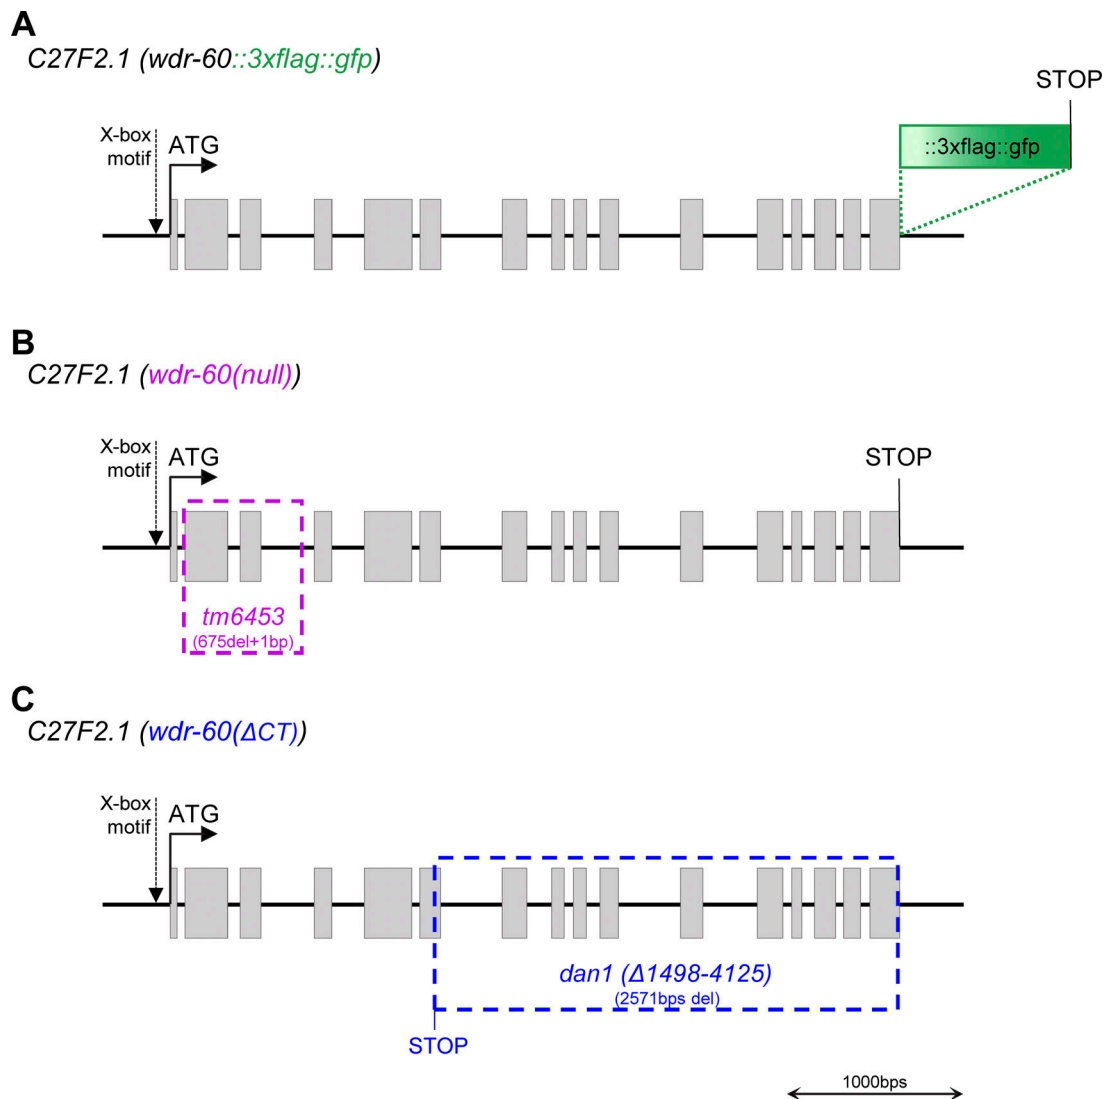 A
C27F2.1 (wdr-60::3xflag::gfp)
STOP
X-box
motif
ATG
::3xflag::gfp
B
C27F2.1 (wdr-60(null))
X-box
motif
ATG
STOP
tm6453
(675del+1bp)
C
C27F2.1 (wdr-60(ΔCT))
X-box
motif
ATG
dan1 (Δ1498-4125)
(2571bps del)
STOP
1000bps